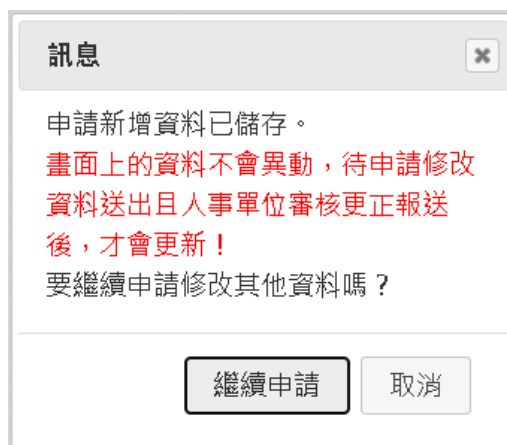 訊息
申請新增資料已儲存。
畫面上的資料不會異動，待申請修改
資料送出且人事單位審核更正報送
後，才會更新！
要繼續申請修改其他資料嗎？
繼續申請
取消